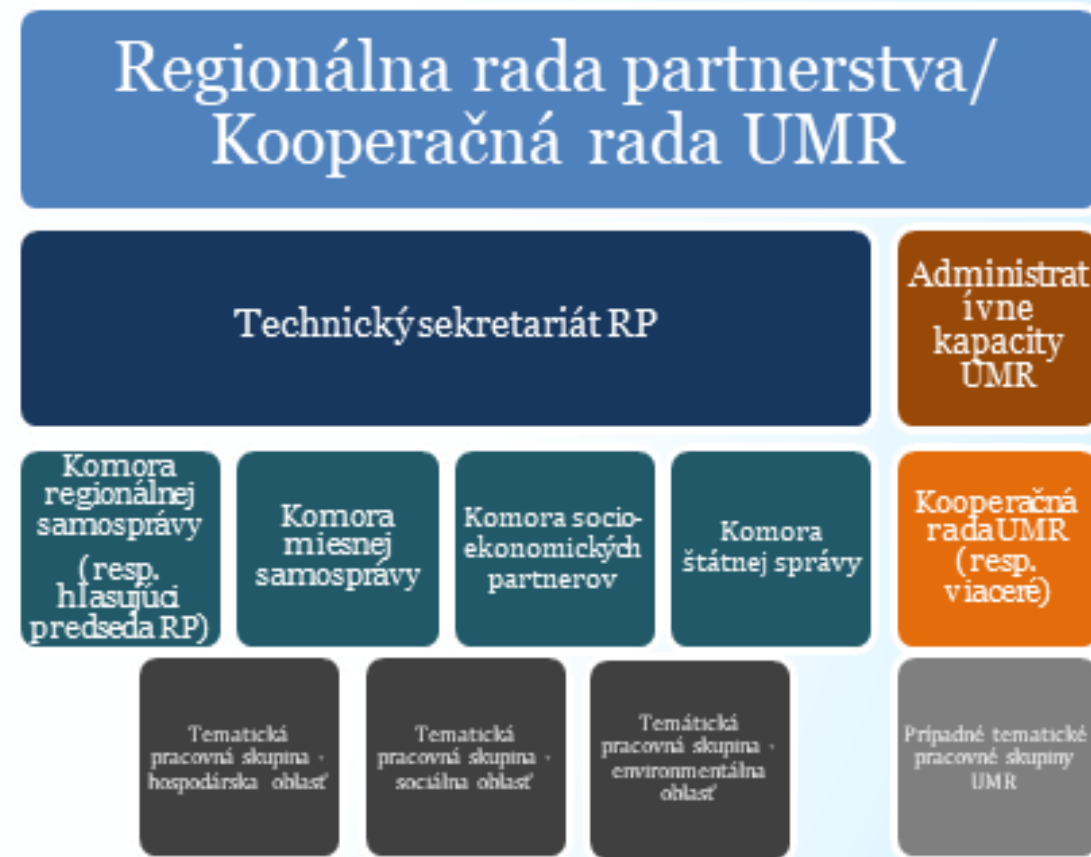 Regionálna rada partnerstva/
Kooperačná rada UMR
Technický sekretariát RP
Administrat
ívne
kapacity
UMR
Komora
regionálnej
samosprávy
(resp.
hlasujúci
predseda RP)
Komora
miesnej
samosprávy
Komora socio-
ekonomických
partnerov
Komora
štátnej správy
Kooperačná
rada UMR
(resp.
viaceré)
Tematická
pracovná skupina -
hospodárska oblasť
Tematická
pracovná skupina -
sociálna oblasť
Temátická
pracovná skupina -
environmentálna
oblasť
Prípadné tematické
pracovné skupiny
UMR